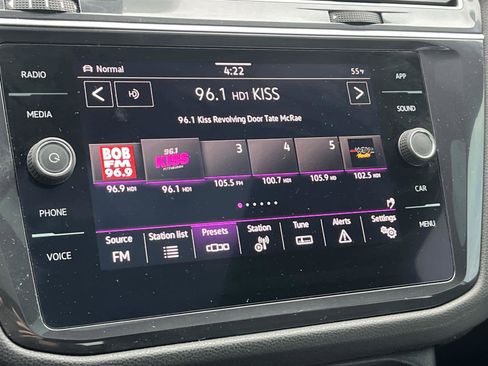 RADIO
MEDIA
PHONE
VOICE
APP
SOUND
CAR
MENU
Normal
4:22
55°F
96.1 HD1 KISS
96.1 Kiss Revolving Door Tate McRae
BOB
FM
96.9
96.1
KISS
3
4
5
Radio
96.9 HD1
96.1 HD1
105.5 FM
100.7 HD1
105.9 HD
102.5 HD1
Source
Station list
Presets
Station
Tune
Alerts
Settings
FM